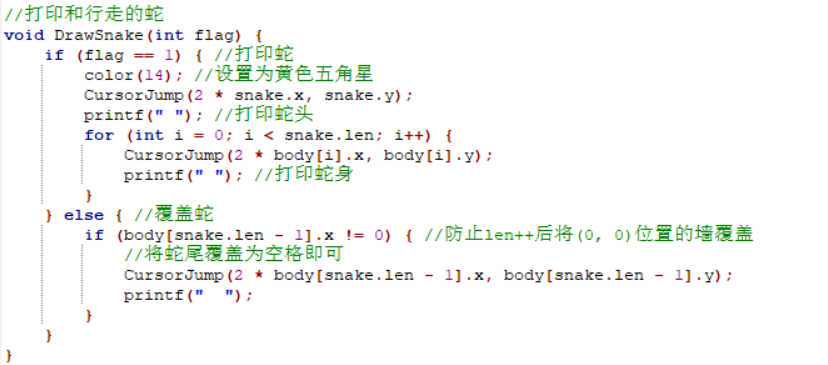 //打印和行走的蛇
void DrawSnake(int flag) {
    if (flag == 1) { //打印蛇
        color(14); //设置为黄色五角星
        CursorJump(2 * snake.x, snake.y);
        printf(" "); //打印蛇头
        for (int i = 0; i < snake.len; i++) {
            CursorJump(2 * body[i].x, body[i].y);
            printf(" "); //打印蛇身
        }
    } else { //覆盖蛇
        if (body[snake.len - 1].x != 0) { //防止len++后将(0, 0)位置的墙覆盖
            //将蛇尾覆盖为空格即可
            CursorJump(2 * body[snake.len - 1].x, body[snake.len - 1].y);
            printf("  ");
        }
    }
}